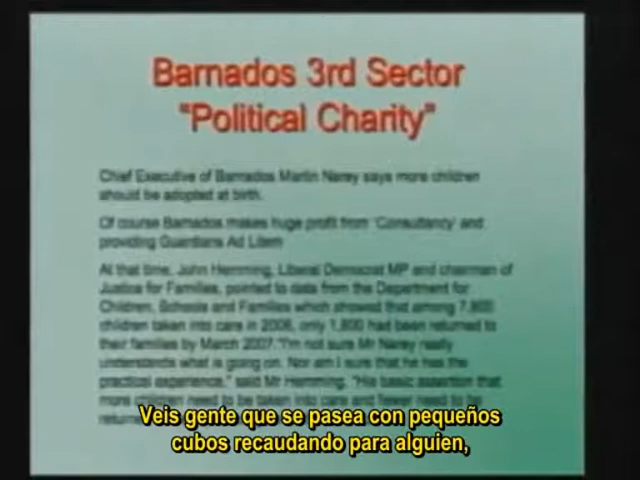 Barnados 3rd Sector
"Political Charity"
Chief Executive of Barnados Martin Narey says more children
should be adopted at birth.
Of course Barnados makes huge profit from 'Consultancy' and
providing Guardians Ad Litem
At that time, John Hemming, Liberal Democrat MP and chairman of
Justice for Families, pointed to data from the Department for
Children, Schools and Families which showed that among 7,800
children taken into care in 2006, only 1,800 had been returned to
their families by March 2007. "I'm not sure Mr Narey really
understands what is going on. Nor am I sure that he has the
practical experience," said Mr Hemming. "His basic assertion that
more children need to be taken into care and fewer need to be
Veis gente que se pasea con pequeños
cubos recaudando para alguien,